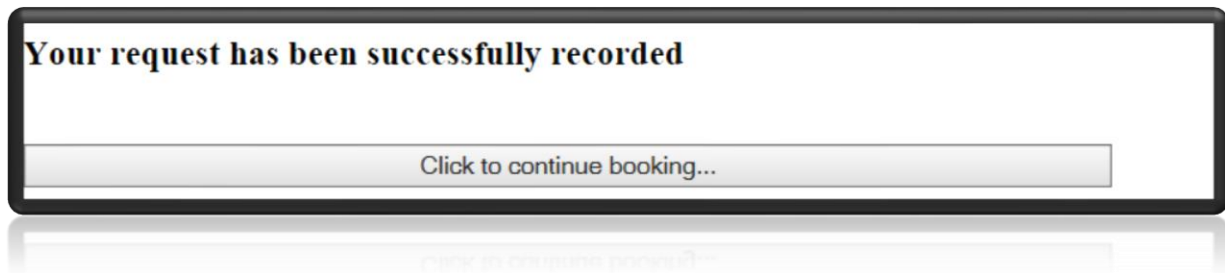 Your request has been successfully recorded
Click to continue booking...